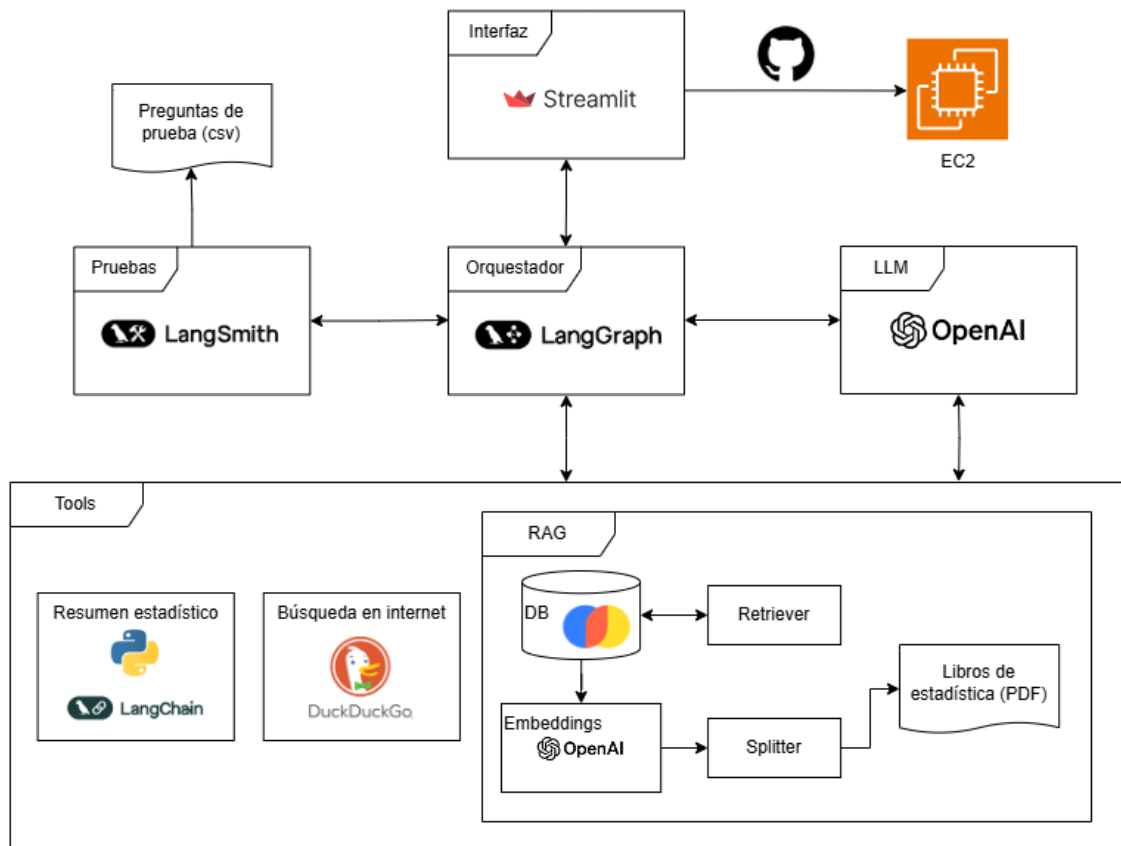 Interfaz
Streamlit
EC2
Preguntas de
prueba (csv)
Pruebas
LangSmith
Orquestador
LangGraph
LLM
OpenAI
Tools
Resumen estadístico
LangChain
Búsqueda en internet
DuckDuckGo
RAG
DB
Retriever
Embeddings
OpenAI
Splitter
Libros de
estadística (PDF)